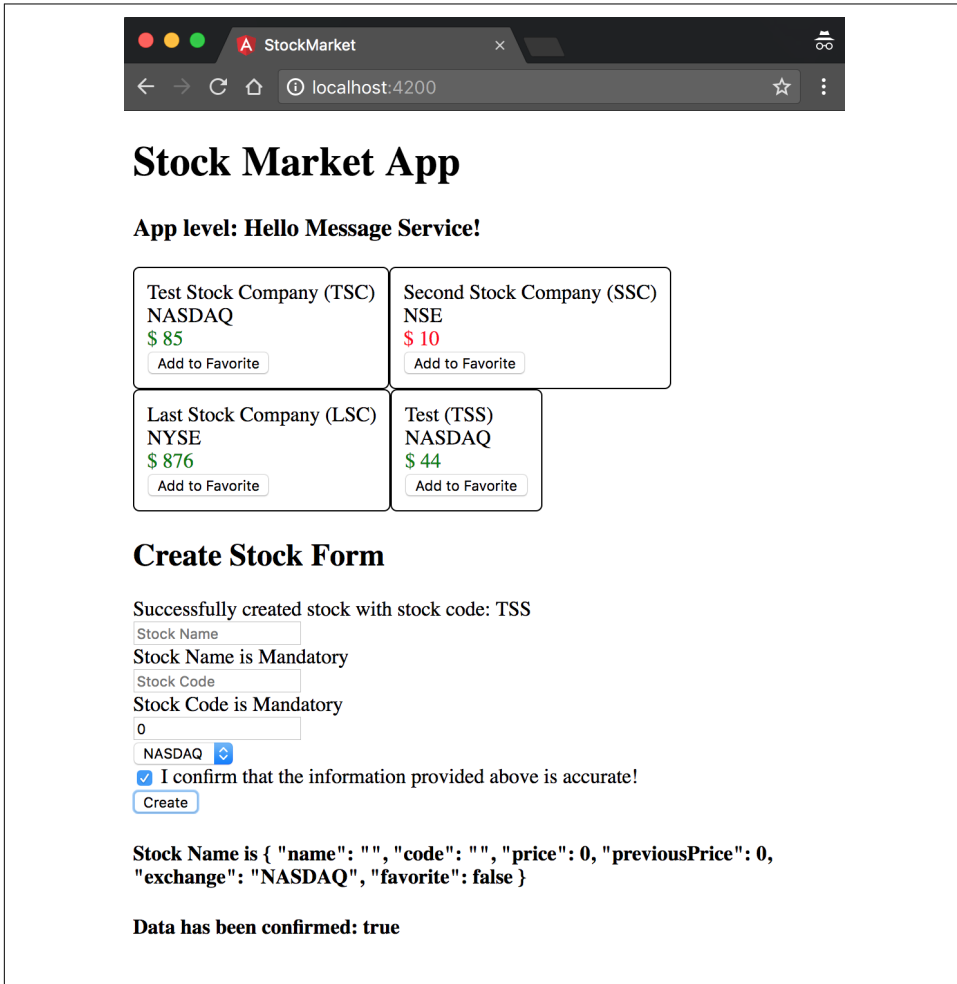 StockMarket
localhost:4200
Stock Market App
App level: Hello Message Service!
Test Stock Company (TSC)
NASDAQ
$ 85
Add to Favorite
Second Stock Company (SSC)
NSE
$ 10
Add to Favorite
Last Stock Company (LSC)
NYSE
$ 876
Add to Favorite
Test (TSS)
NASDAQ
$ 44
Add to Favorite
Create Stock Form
Successfully created stock with stock code: TSS
Stock Name
Stock Name is Mandatory
Stock Code
Stock Code is Mandatory
0
NASDAQ
I confirm that the information provided above is accurate!
Create
Stock Name is { "name": "", "code": "", "price": 0, "previousPrice": 0,
"exchange": "NASDAQ", "favorite": false }
Data has been confirmed: true